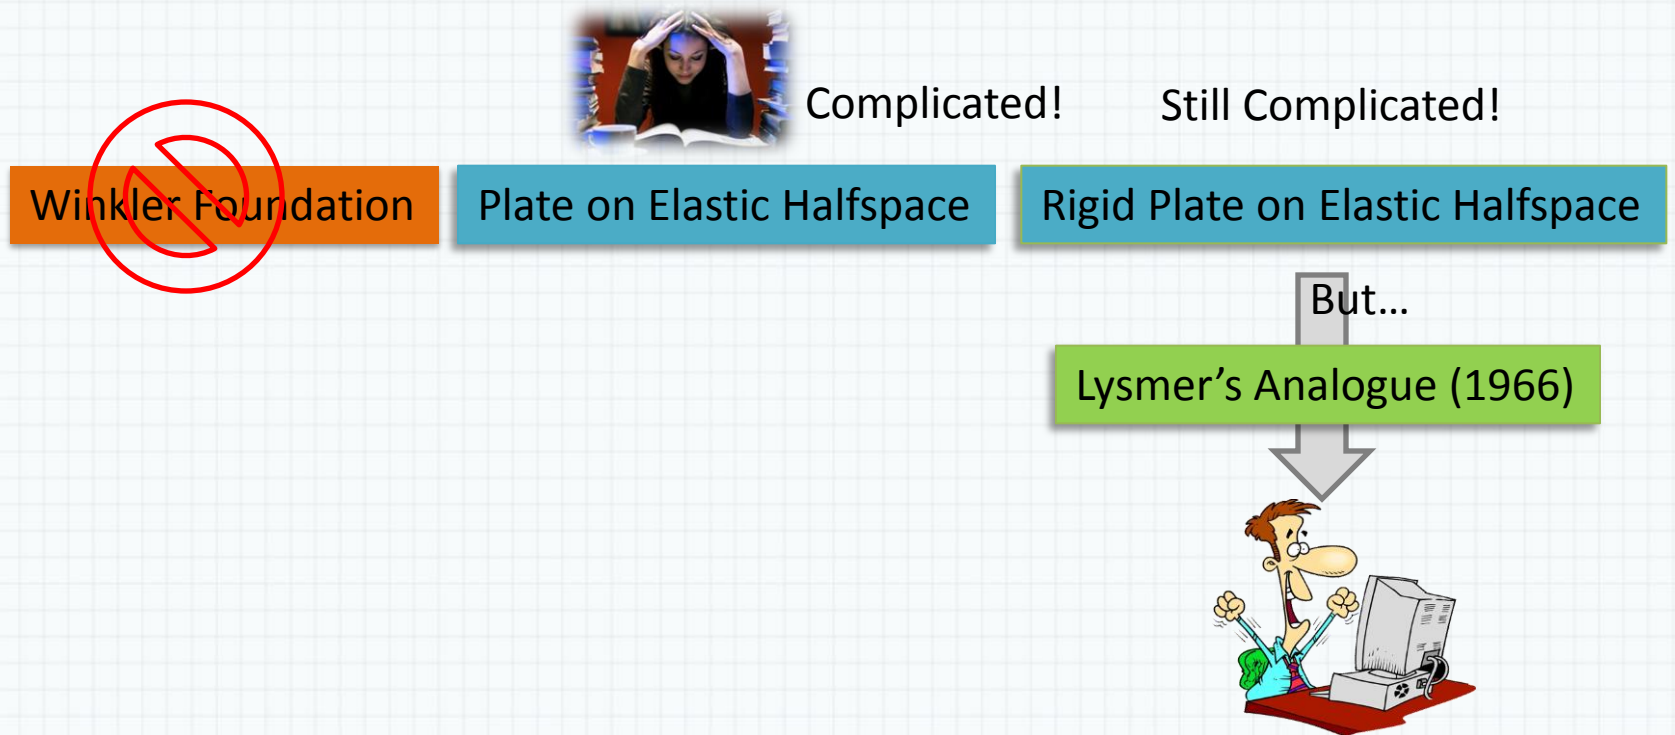 Complicated!
Still Complicated!
Winkler Foundation
Plate on Elastic Halfspace
Rigid Plate on Elastic Halfspace
But...
Lysmer’s Analogue (1966)